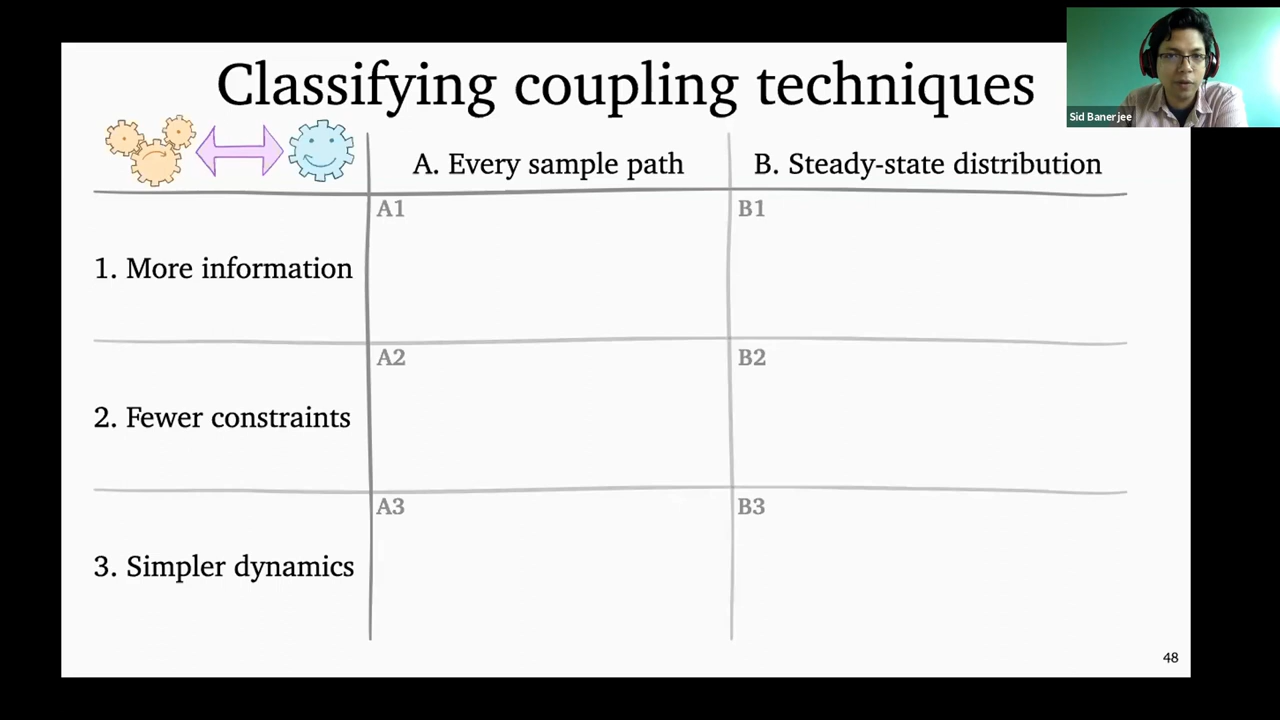 Classifying coupling techniques
Sid Banerjee
A. Every sample path
B. Steady-state distribution
A1
B1
1. More information
A2
B2
2. Fewer constraints
A3
B3
3. Simpler dynamics
48